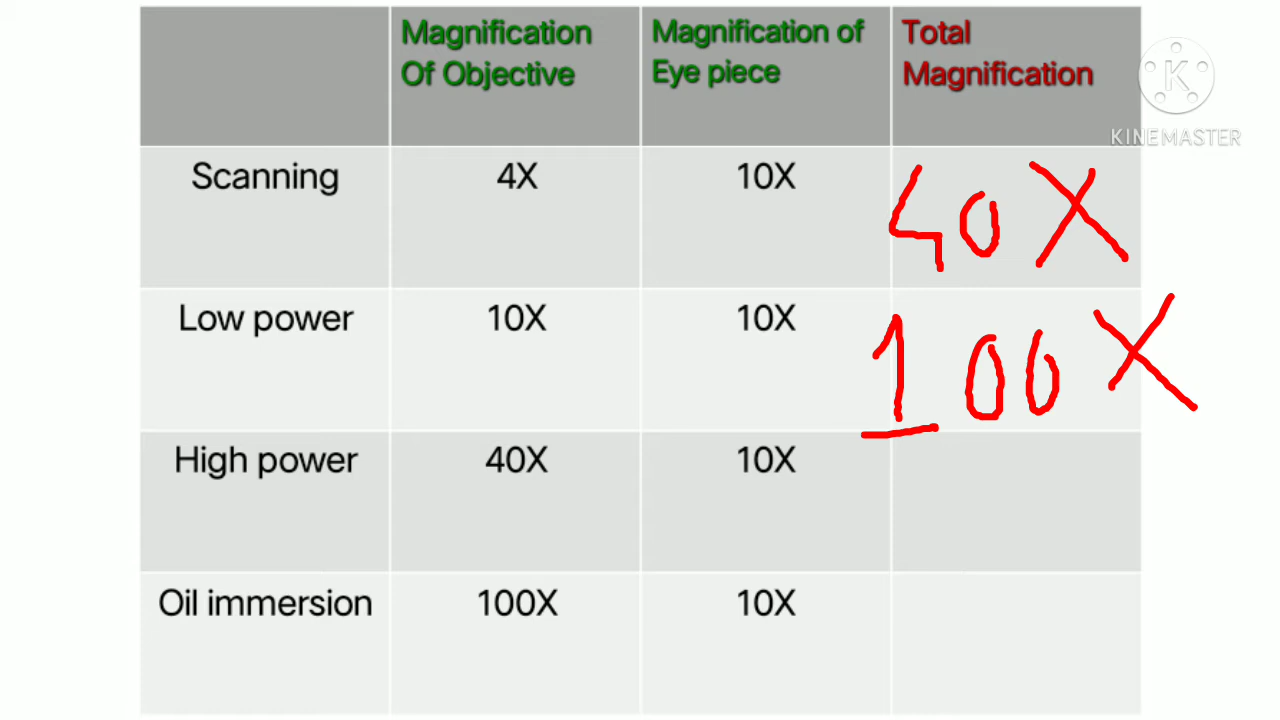 Magnification Of Objective
Magnification of Eye piece
Total Magnification
KINEMASTER
Scanning 4X 10X 40X
Low power 10X 10X 100X
High power 40X 10X
Oil immersion 100X 10X